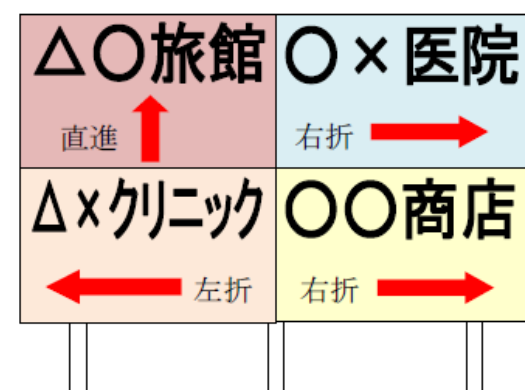 △〇旅館
直進
〇×医院
右折
△×クリニック
左折
〇〇商店
右折